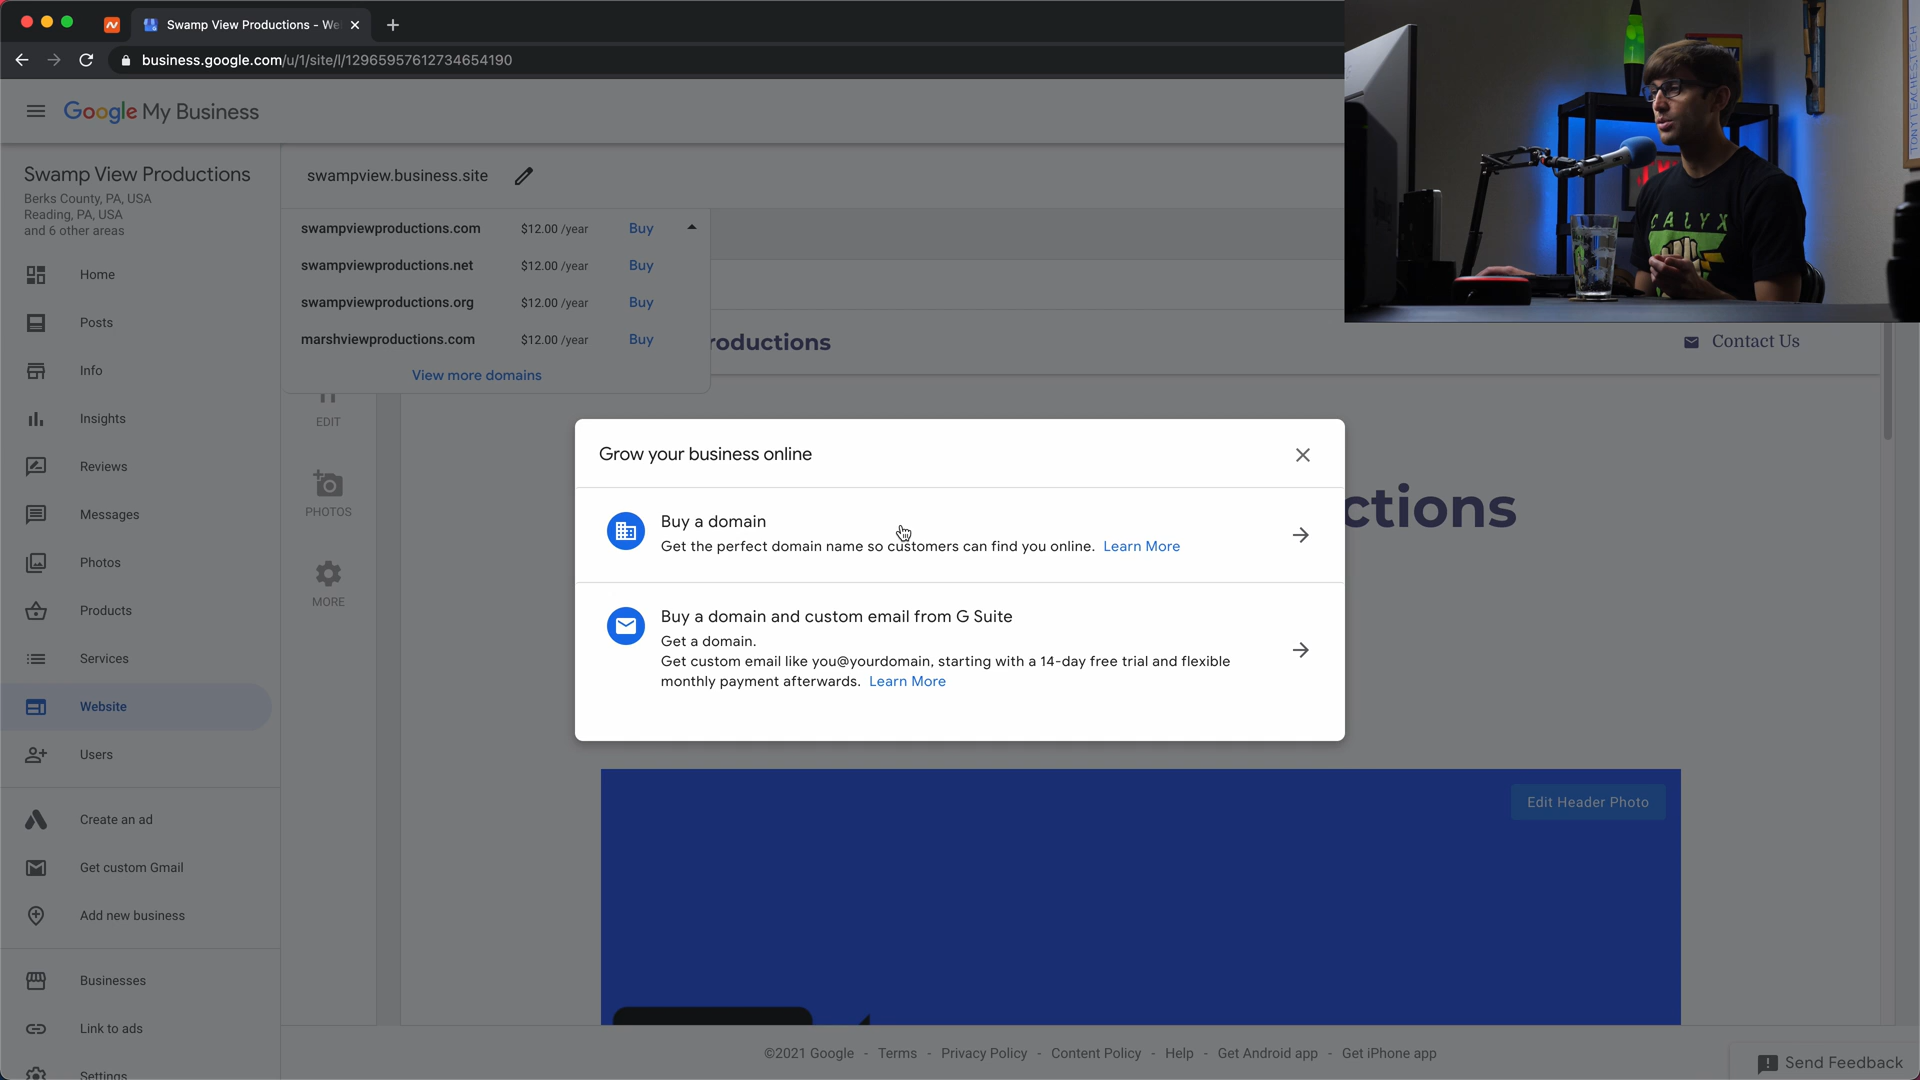 Swamp View Productions - We
business.google.com/u/1/site/l/12965957612734654190
Google My Business
Swamp View Productions
Berks County, PA, USA
Reading, PA, USA
and 6 other areas
Home
Posts
Info
Insights
Reviews
Messages
Photos
Products
Services
Website
Users
Create an ad
Get custom Gmail
Add new business
Businesses
Link to ads
Settings
swampview.business.site
swampviewproductions.com $12.00 /year Buy
swampviewproductions.net $12.00 /year Buy
swampviewproductions.org $12.00 /year Buy
marshviewproductions.com $12.00 /year Buy
View more domains
roductions
Contact Us
EDIT
PHOTOS
MORE
ctions
Grow your business online
Buy a domain
Get the perfect domain name so customers can find you online. Learn More
Buy a domain and custom email from G Suite
Get a domain.
Get custom email like you@yourdomain, starting with a 14-day free trial and flexible
monthly payment afterwards. Learn More
Edit Header Photo
©2021 Google - Terms - Privacy Policy - Content Policy - Help - Get Android app - Get iPhone app
Send Feedback
CALYX
TONYTEACHES.TECH